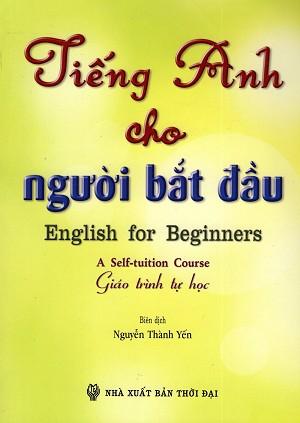 Tiếng Anh
cho
người bắt đầu
English for Beginners
A Self-tuition Course
Giáo trình tự học
Biên dịch
Nguyễn Thành Yến
NHÀ XUẤT BẢN THỜI ĐẠI